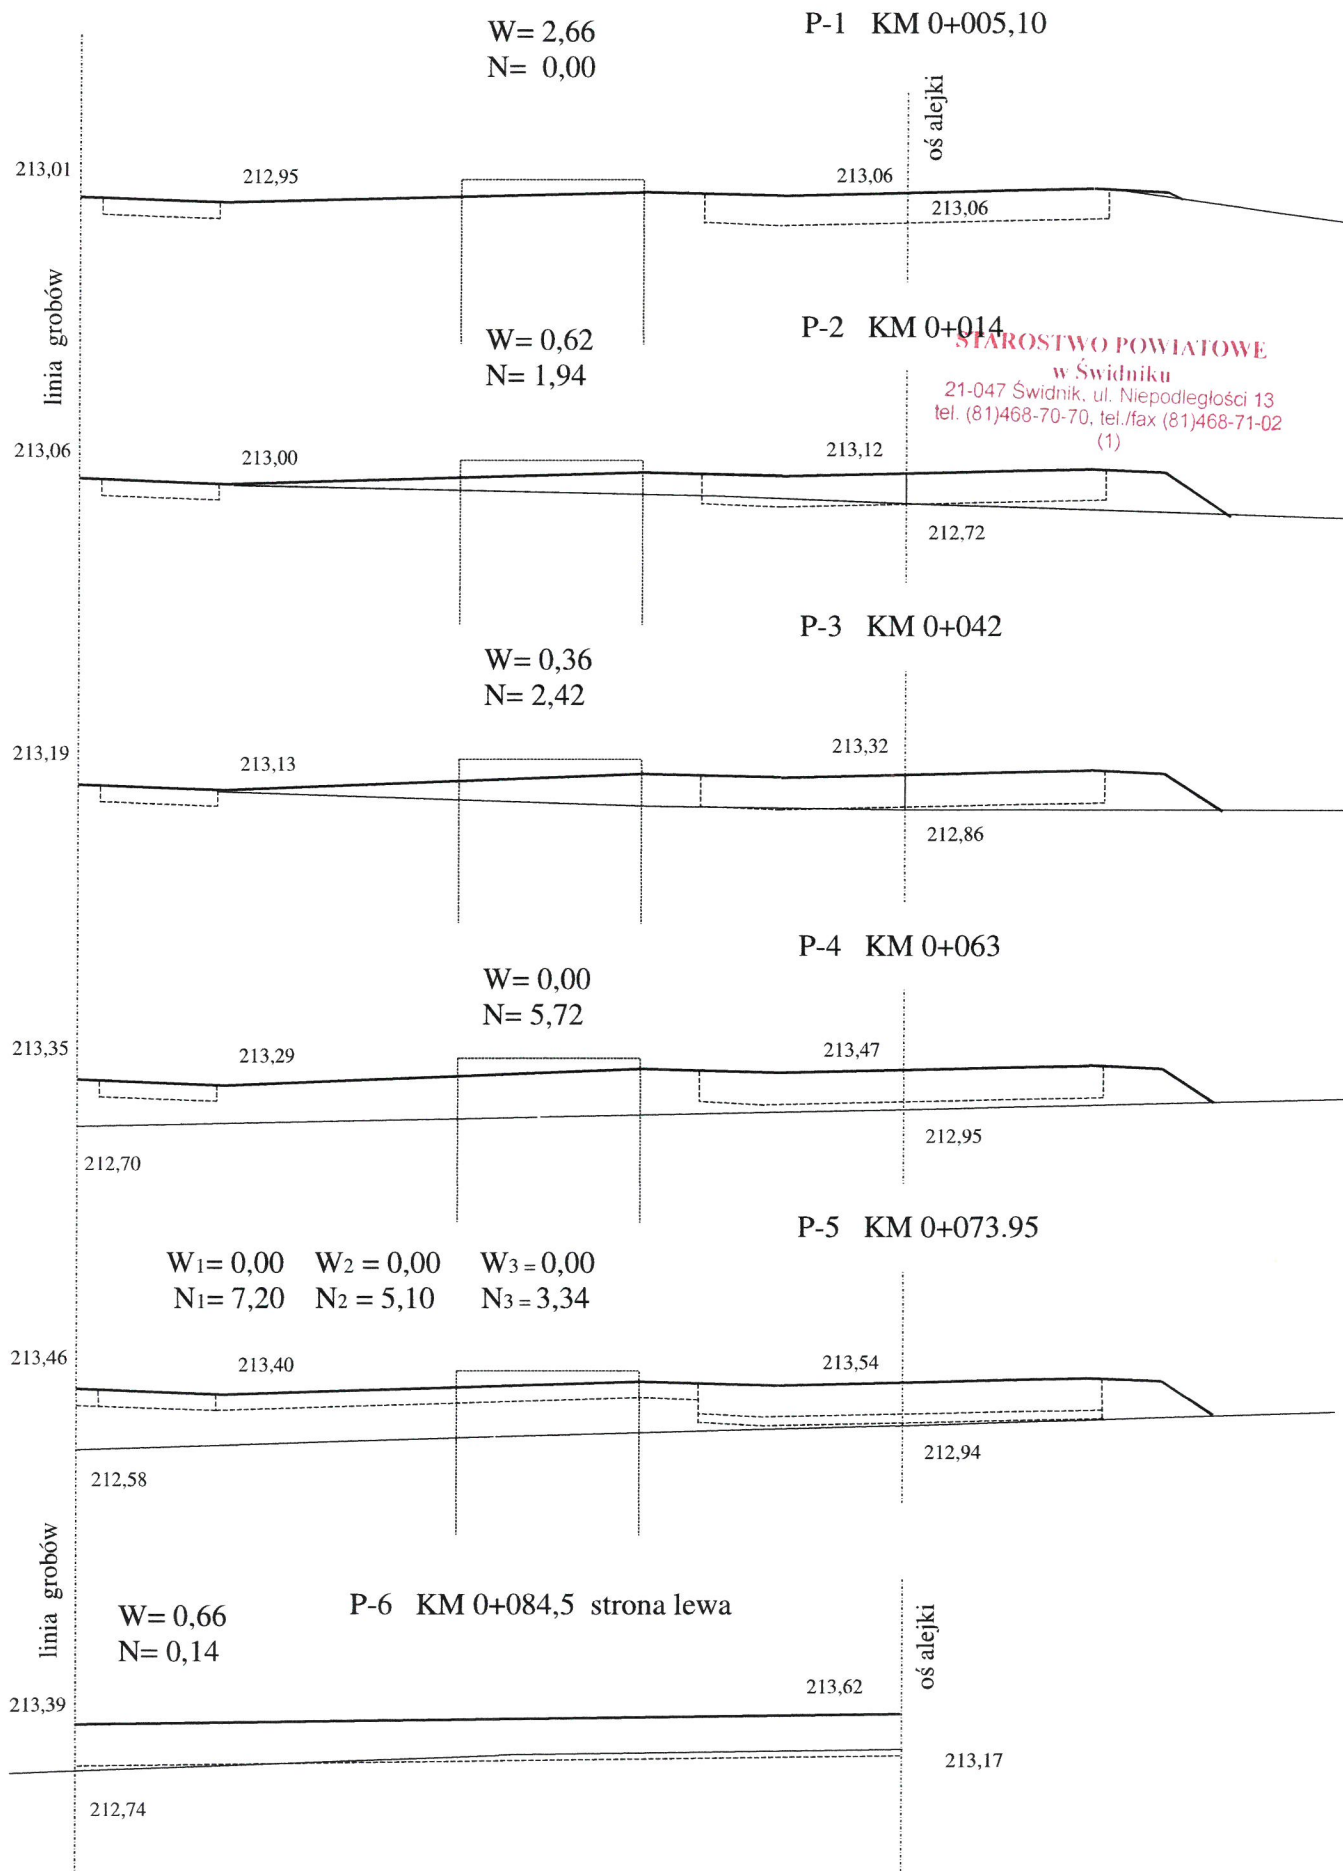 W= 2,66
N= 0,00
P-1 KM 0+005,10
oś alejki
213,01
212,95
213,06
213,06
linia grobów
W= 0,62
N= 1,94
P-2 KM 0+014
STAROSTWO POWIATOWE
w Świdniku
21-047 Świdnik, ul. Niepodległości 13
tel. (81)468-70-70, tel./fax (81)468-71-02
(1)
213,06
213,00
213,12
212,72
P-3 KM 0+042
W= 0,36
N= 2,42
213,19
213,13
213,32
212,86
P-4 KM 0+063
W= 0,00
N= 5,72
213,35
213,29
213,47
212,95
212,70
P-5 KM 0+073.95
W1= 0,00 W2 = 0,00 W3 = 0,00
N1= 7,20 N2 = 5,10 N3 = 3,34
213,46
213,40
213,54
212,94
212,58
linia grobów
P-6 KM 0+084,5 strona lewa
W= 0,66
N= 0,14
oś alejki
213,39
213,62
213,17
212,74